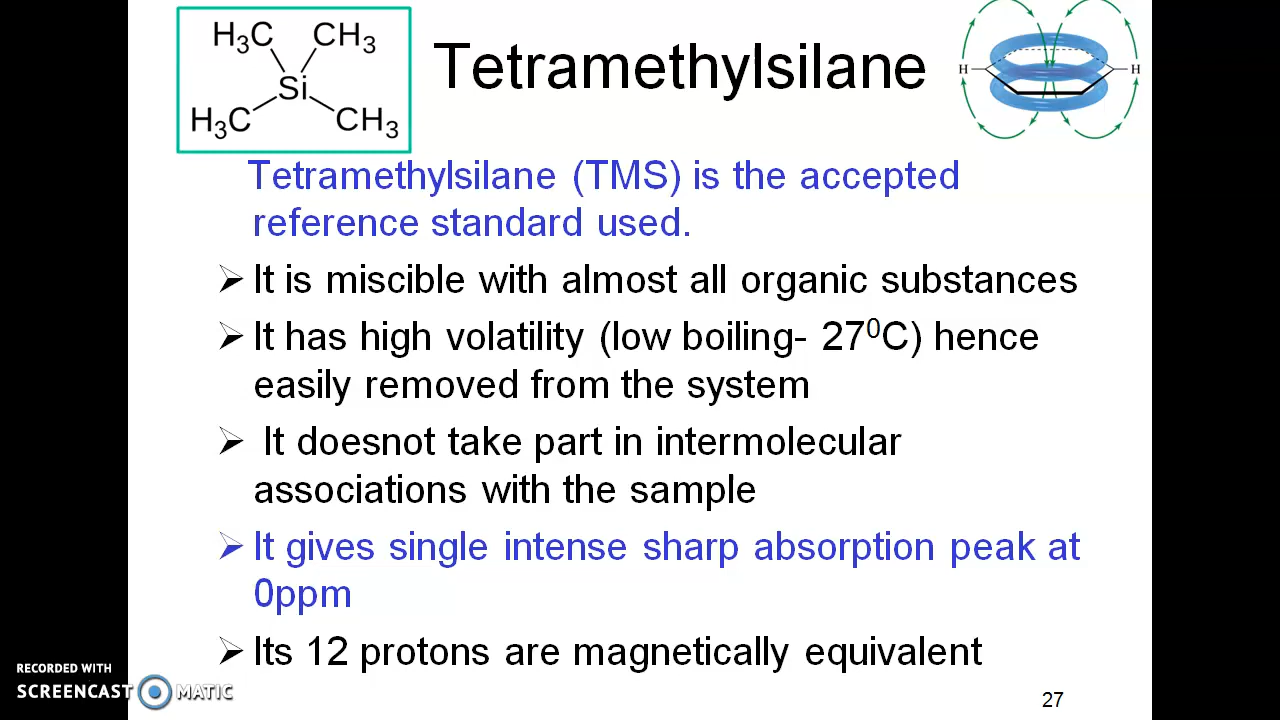 H3C CH3
Si
H3C CH3
Tetramethylsilane
H H
Tetramethylsilane (TMS) is the accepted
reference standard used.
➢ It is miscible with almost all organic substances
➢ It has high volatility (low boiling- 27⁰C) hence
easily removed from the system
➢ It doesnot take part in intermolecular
associations with the sample
➢ It gives single intense sharp absorption peak at
0ppm
➢ Its 12 protons are magnetically equivalent
RECORDED WITH
SCREENCAST MATIC
27